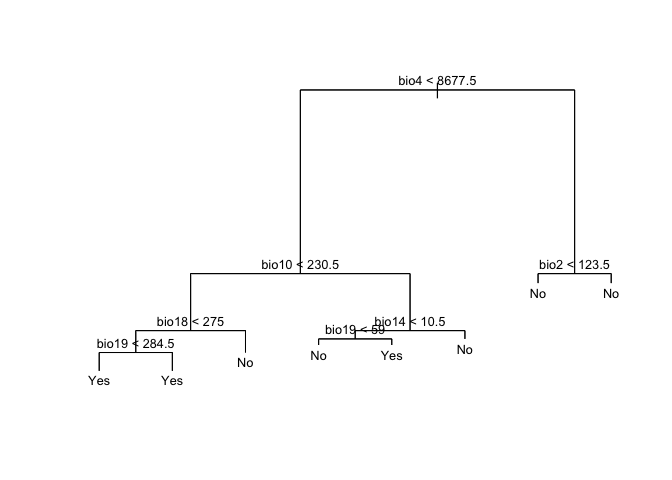 bio4 < 8677.5
bio10 < 230.5
bio2 < 123.5
No
No
bio18 < 275
bio14 < 10.5
bio19 < 59
bio19 < 284.5
No
Yes
No
No
Yes
Yes